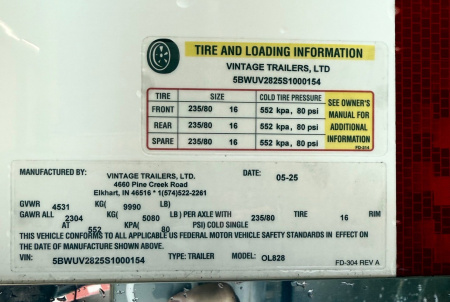 TIRE AND LOADING INFORMATION
VINTAGE TRAILERS, LTD
5BWUV2825S1000154
TIRE SIZE COLD TIRE PRESSURE SEE OWNER'S MANUAL FOR ADDITIONAL INFORMATION
FRONT 235/80 16 552 kpa, 80 psi
REAR 235/80 16 552 kpa, 80 psi
SPARE 235/80 16 552 kpa, 80 psi
FD-214
MANUFACTURED BY: VINTAGE TRAILERS, LTD. DATE: 05-25
4660 Pine Creek Road
Elkhart, IN 46516 * 1(574)522-2261
GVWR 4531 KG( 9990 LB)
GAWR ALL 2304 KG( 5080 LB) PER AXLE WITH 235/80 TIRE 16 RIM
AT 552 KPA( 80 PSI) COLD SINGLE
THIS VEHICLE CONFORMS TO ALL APPLICABLE US FEDERAL MOTOR VEHICLE SAFETY STANDARDS IN EFFECT ON
THE DATE OF MANUFACTURE SHOWN ABOVE.
VIN: 5BWUV2825S1000154 TYPE: TRAILER MODEL: OL828
FD-304 REV A